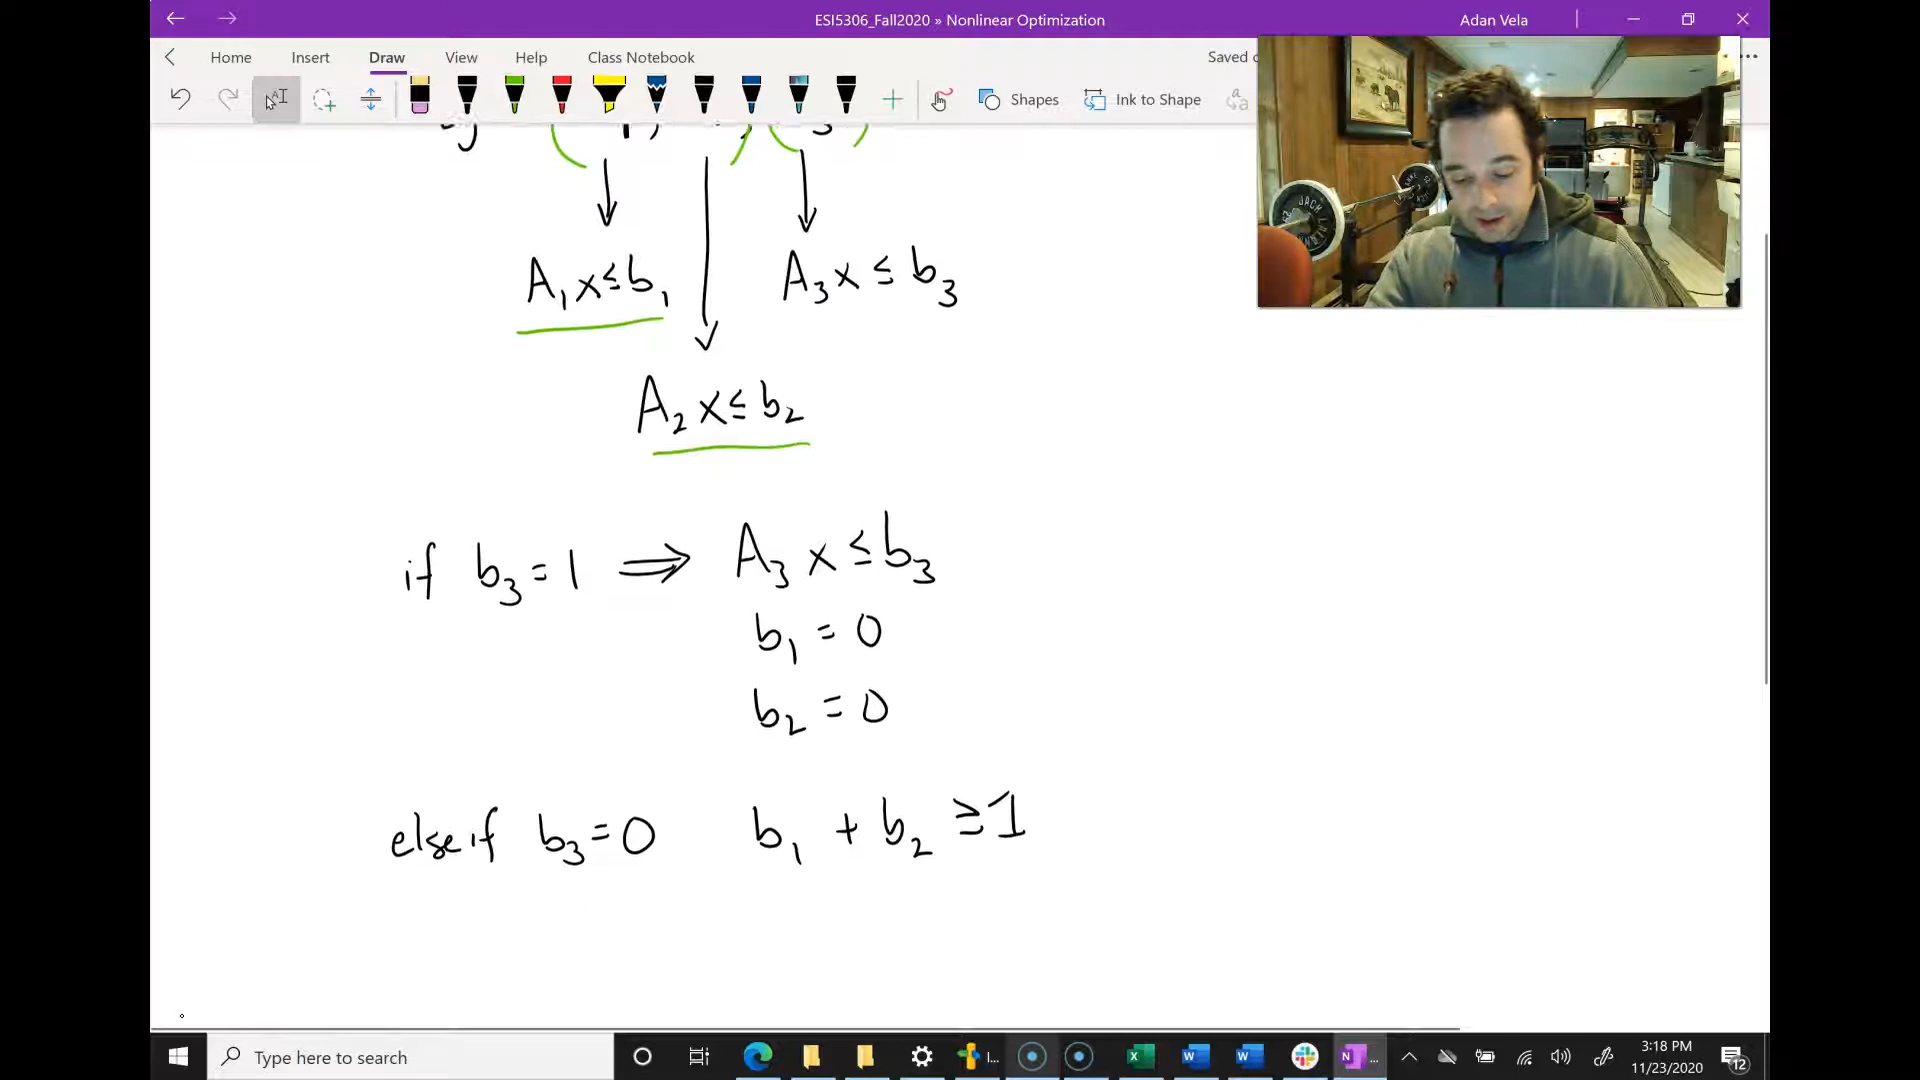 ESI5306_Fall2020 » Nonlinear Optimization
Adan Vela
Home Insert Draw View Help Class Notebook
Saved
Shapes
Ink to Shape
A₁x≤b₁
A₃x ≤ b₃
A₂x≤b₂
if b₃=1 ⟹ A₃x≤b₃
b₁ = 0
b₂ = 0
else if b₃=0 b₁ + b₂ ≥1
Type here to search
3:18 PM
11/23/2020
12